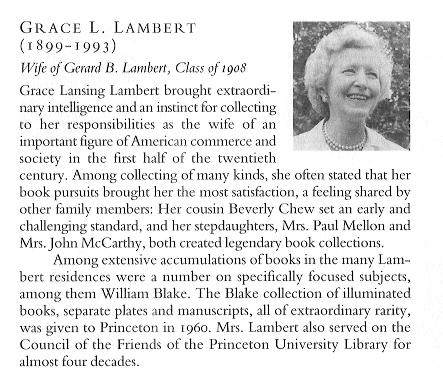 GRACE L. LAMBERT
(1899–1993)
Wife of Gerard B. Lambert, Class of 1908
Grace Lansing Lambert brought extraordi-
nary intelligence and an instinct for collecting
to her responsibilities as the wife of an
important figure of American commerce and
society in the first half of the twentieth
century. Among collecting of many kinds, she often stated that her
book pursuits brought her the most satisfaction, a feeling shared by
other family members: Her cousin Beverly Chew set an early and
challenging standard, and her stepdaughters, Mrs. Paul Mellon and
Mrs. John McCarthy, both created legendary book collections.
Among extensive accumulations of books in the many Lam-
bert residences were a number on specifically focused subjects,
among them William Blake. The Blake collection of illuminated
books, separate plates and manuscripts, all of extraordinary rarity,
was given to Princeton in 1960. Mrs. Lambert also served on the
Council of the Friends of the Princeton University Library for
almost four decades.